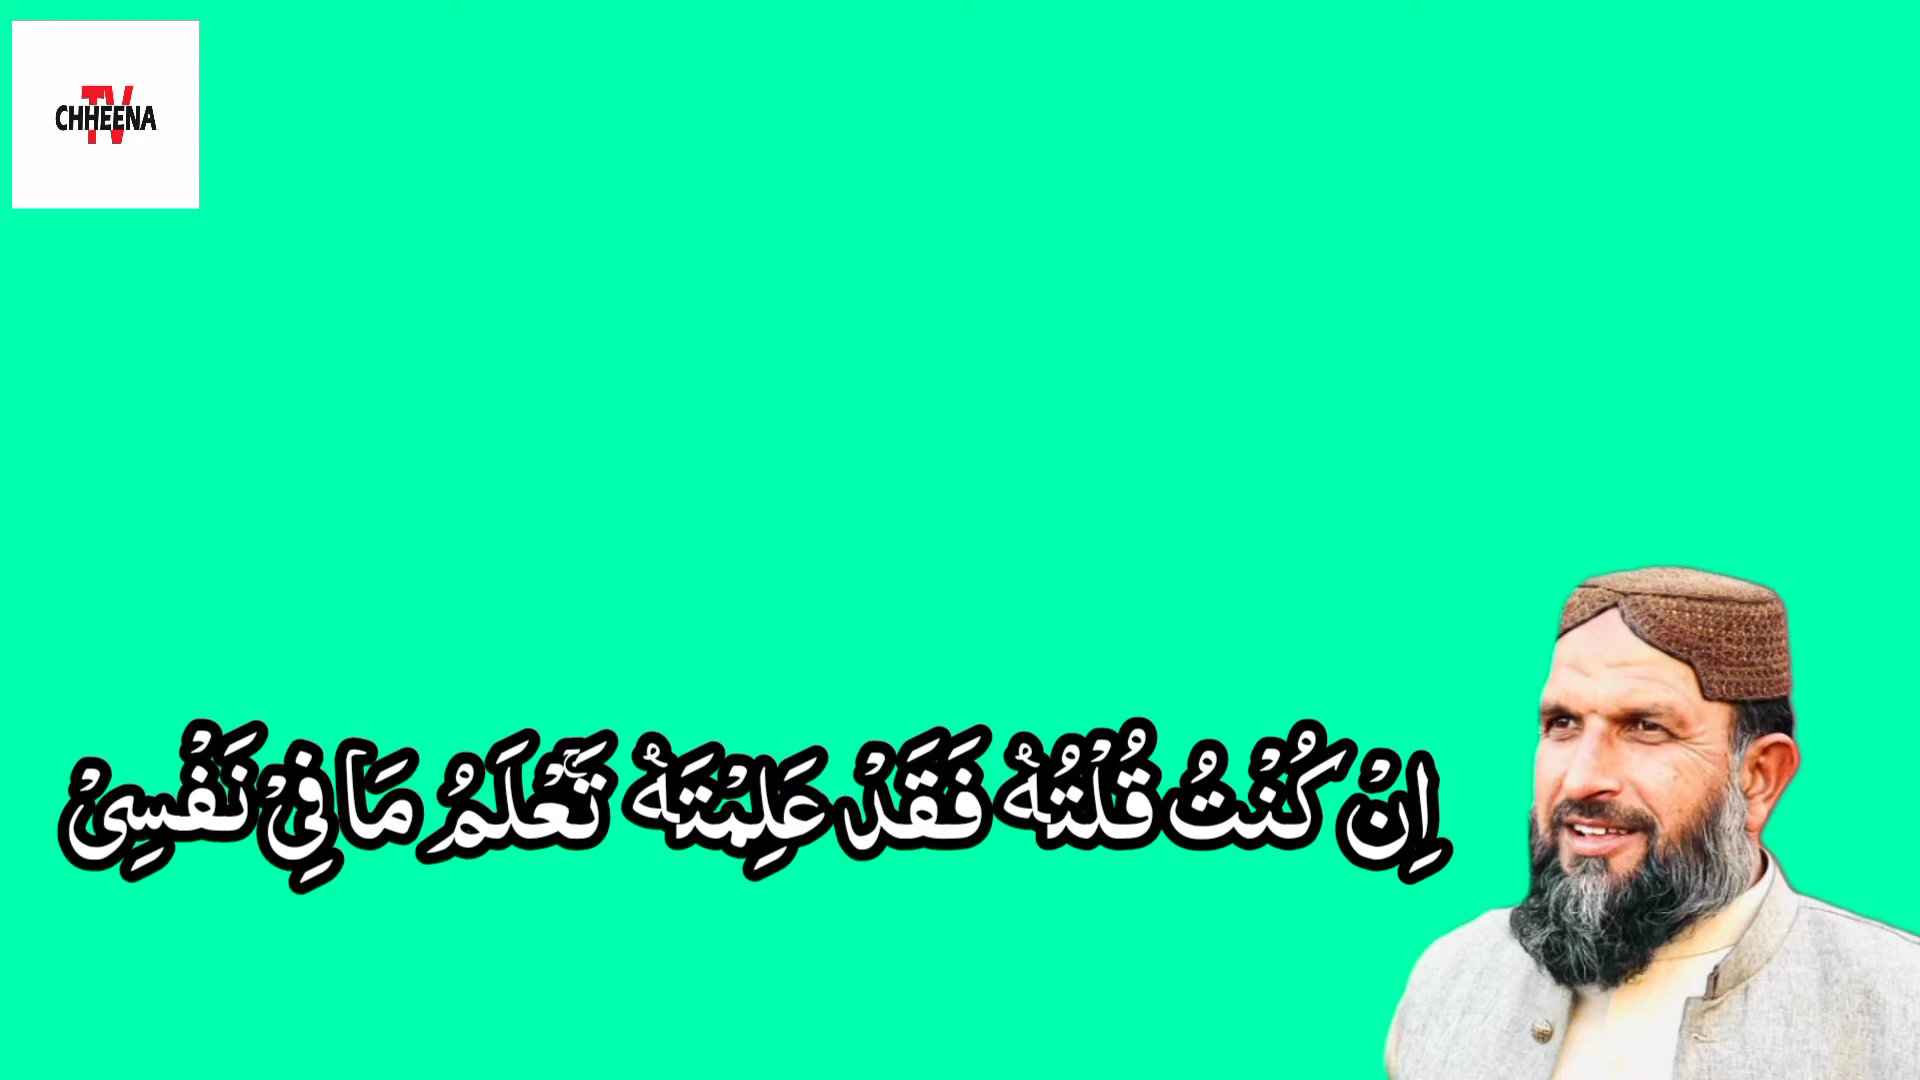 CHHEENA TV
اِنْ كُنْتُ قُلْتُهٗ فَقَدْ عَلِمْتَهٗ ؕ تَعْلَمُ مَا فِیْ نَفْسِیْ